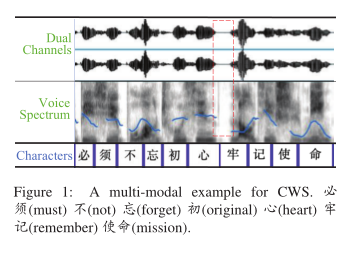 Dual
Channels
Voice
Spectrum
Characters 必 须 不 忘 初 心 牢 记 使 命
Figure 1: A multi-modal example for CWS. 必
须(must) 不(not) 忘(forget) 初(original) 心(heart) 牢
记(remember) 使命(mission).